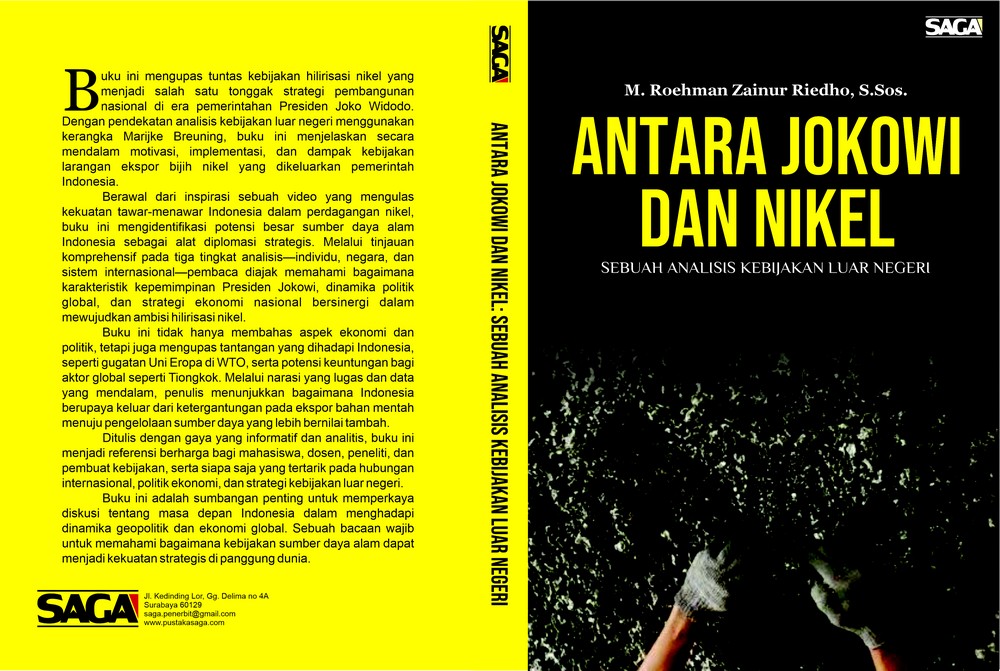 Buku ini mengupas tuntas kebijakan hilirisasi nikel yang
menjadi salah satu tonggak strategi pembangunan
nasional di era pemerintahan Presiden Joko Widodo.
Dengan pendekatan analisis kebijakan luar negeri menggunakan
kerangka Marijke Breuning, buku ini menjelaskan secara
mendalam motivasi, implementasi, dan dampak kebijakan
larangan ekspor bijih nikel yang dikeluarkan pemerintah
Indonesia.
Berawal dari inspirasi sebuah video yang mengulas
kekuatan tawar-menawar Indonesia dalam perdagangan nikel,
buku ini mengidentifikasi potensi besar sumber daya alam
Indonesia sebagai alat diplomasi strategis. Melalui tinjauan
komprehensif pada tiga tingkat analisis—individu, negara, dan
sistem internasional—pembaca diajak memahami bagaimana
karakteristik kepemimpinan Presiden Jokowi, dinamika politik
global, dan strategi ekonomi nasional bersinergi dalam
mewujudkan ambisi hilirisasi nikel.
Buku ini tidak hanya membahas aspek ekonomi dan
politik, tetapi juga mengupas tantangan yang dihadapi Indonesia,
seperti gugatan Uni Eropa di WTO, serta potensi keuntungan bagi
aktor global seperti Tiongkok. Melalui narasi yang lugas dan data
yang mendalam, penulis menunjukkan bagaimana Indonesia
berupaya keluar dari ketergantungan pada ekspor bahan mentah
menuju pengelolaan sumber daya yang lebih bernilai tambah.
Ditulis dengan gaya yang informatif dan analitis, buku ini
menjadi referensi berharga bagi mahasiswa, dosen, peneliti, dan
pembuat kebijakan, serta siapa saja yang tertarik pada hubungan
internasional, politik ekonomi, dan strategi kebijakan luar negeri.
Buku ini adalah sumbangan penting untuk memperkaya
diskusi tentang masa depan Indonesia dalam menghadapi
dinamika geopolitik dan ekonomi global. Sebuah bacaan wajib
untuk memahami bagaimana kebijakan sumber daya alam dapat
menjadi kekuatan strategis di panggung dunia.
SAGA
Jl. Kedinding Lor, Gg. Delima no 4A
Surabaya 60129
saga.penerbit@gmail.com
www.pustakasaga.com
SAGA
ANTARA JOKOWI DAN NIKEL: SEBUAH ANALISIS KEBIJAKAN LUAR NEGERI
SAGA
M. Roehman Zainur Riedho, S.Sos.
ANTARA JOKOWI
DAN NIKEL
SEBUAH ANALISIS KEBIJAKAN LUAR NEGERI